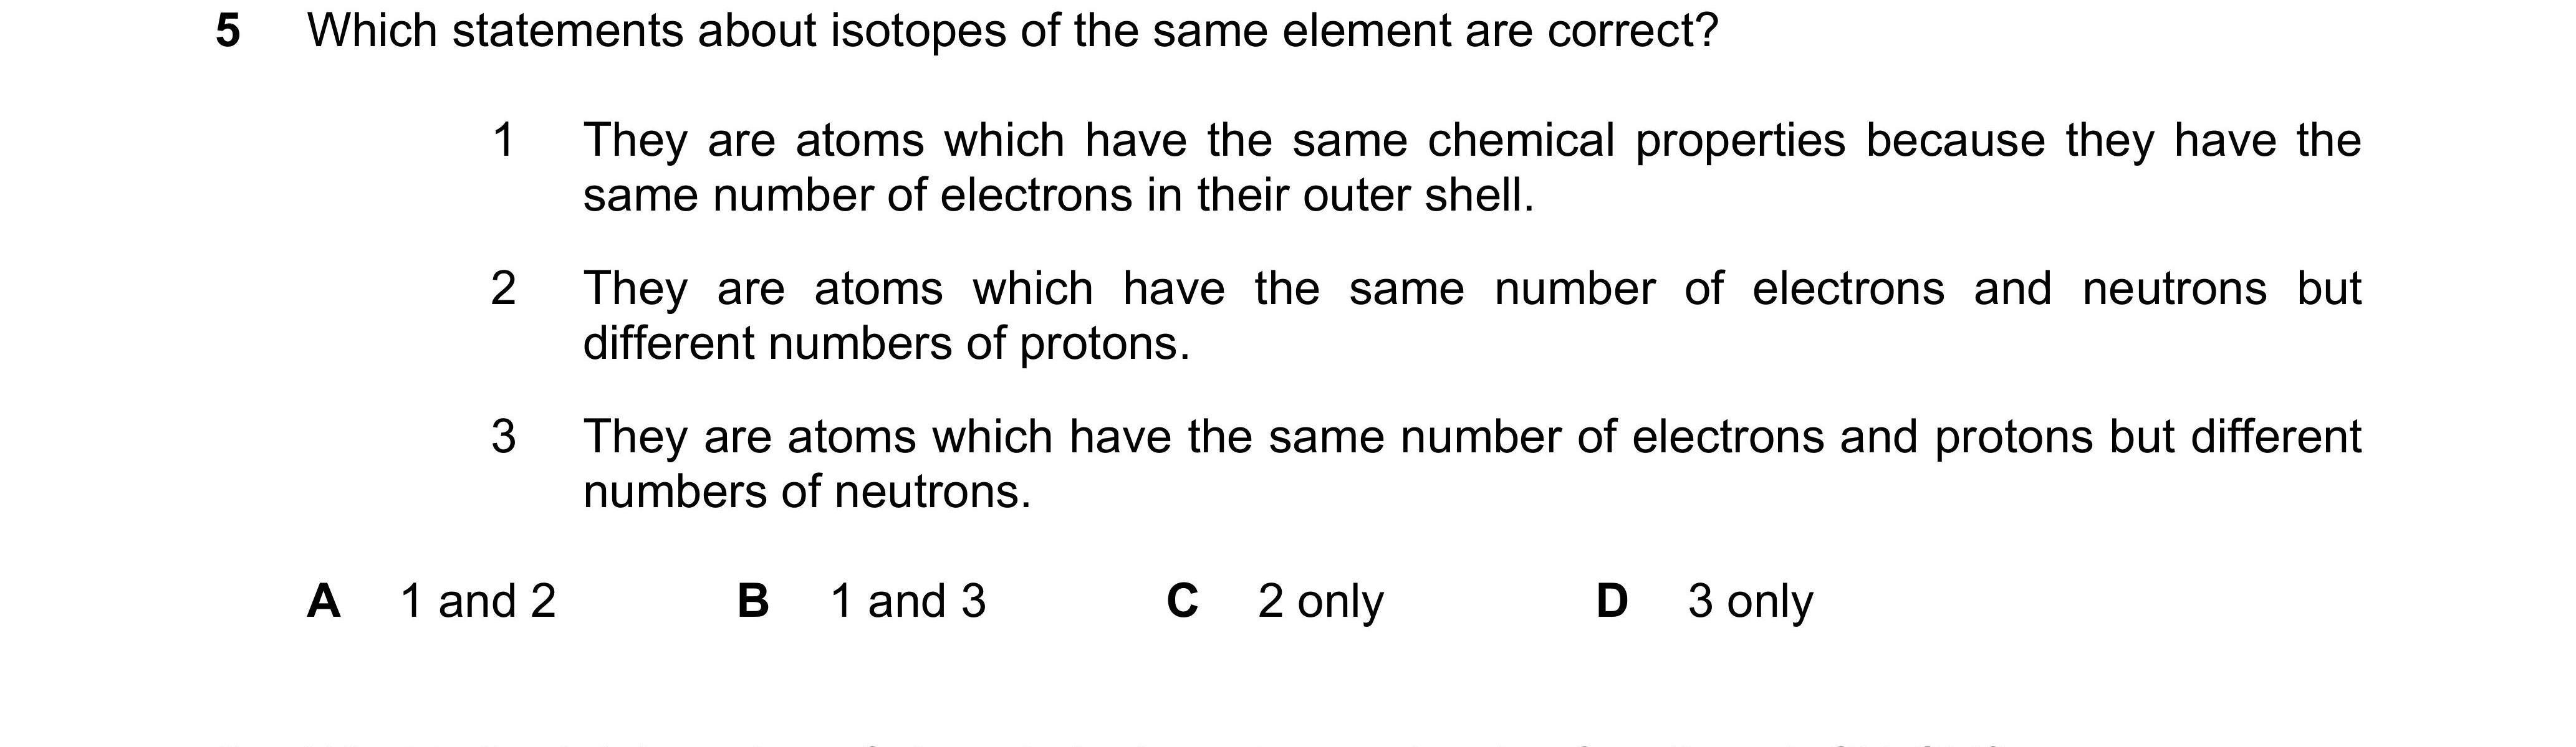 5 Which statements about isotopes of the same element are correct?
1 They are atoms which have the same chemical properties because they have the
same number of electrons in their outer shell.
2 They are atoms which have the same number of electrons and neutrons but
different numbers of protons.
3 They are atoms which have the same number of electrons and protons but different
numbers of neutrons.
A 1 and 2 B 1 and 3 C 2 only D 3 only